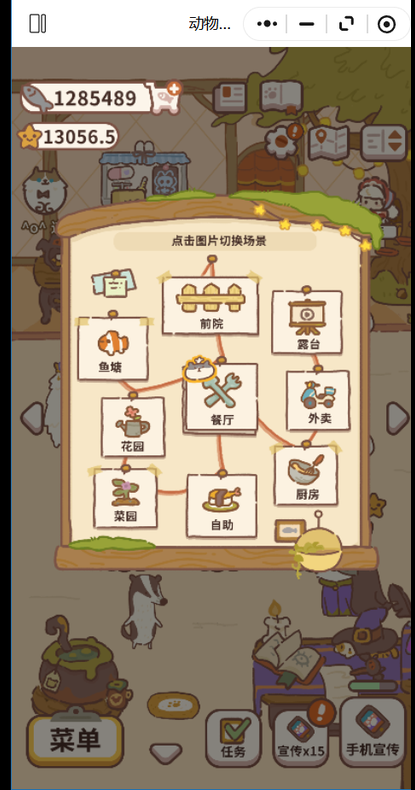 动物...
1285489
13056.5
点击图片切换场景
前院
露台
鱼塘
餐厅
外卖
花园
厨房
菜园
自助
菜单
任务
宣传x15
手机宣传